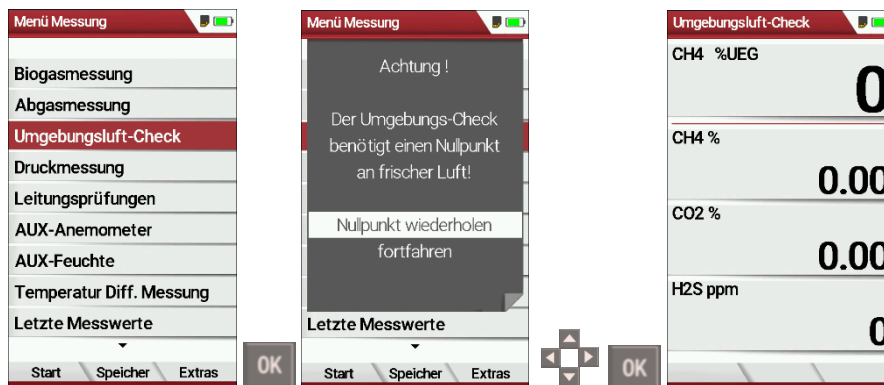 Menü Messung
Biogasmessung
Abgasmessung
Umgebungsluft-Check
Druckmessung
Leitungsprüfungen
AUX-Anemometer
AUX-Feuchte
Temperatur Diff. Messung
Letzte Messwerte
Start Speicher Extras
OK
Menü Messung
Achtung !
Der Umgebungs-Check
benötigt einen Nullpunkt
an frischer Luft!
Nullpunkt wiederholen
fortfahren
Letzte Messwerte
Start Speicher Extras
OK
Umgebungsluft-Check
CH4 %UEG
0
CH4 %
0.00
CO2 %
0.00
H2S ppm
0